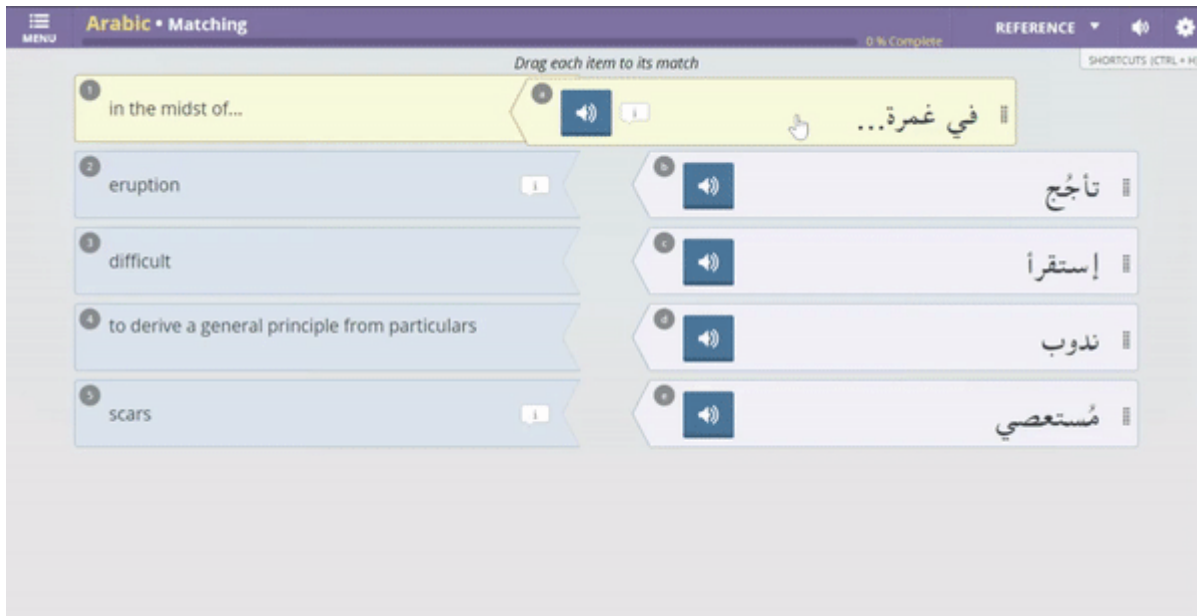 MENU
Arabic • Matching
0 % Complete
REFERENCE
SHORTCUTS (CTRL + H)
Drag each item to its match
1 in the midst of...
a i في غمرة...
2 eruption i
b تأجُج
3 difficult
c إستقرأ
4 to derive a general principle from particulars
d ندوب
5 scars i
e مُستعصي